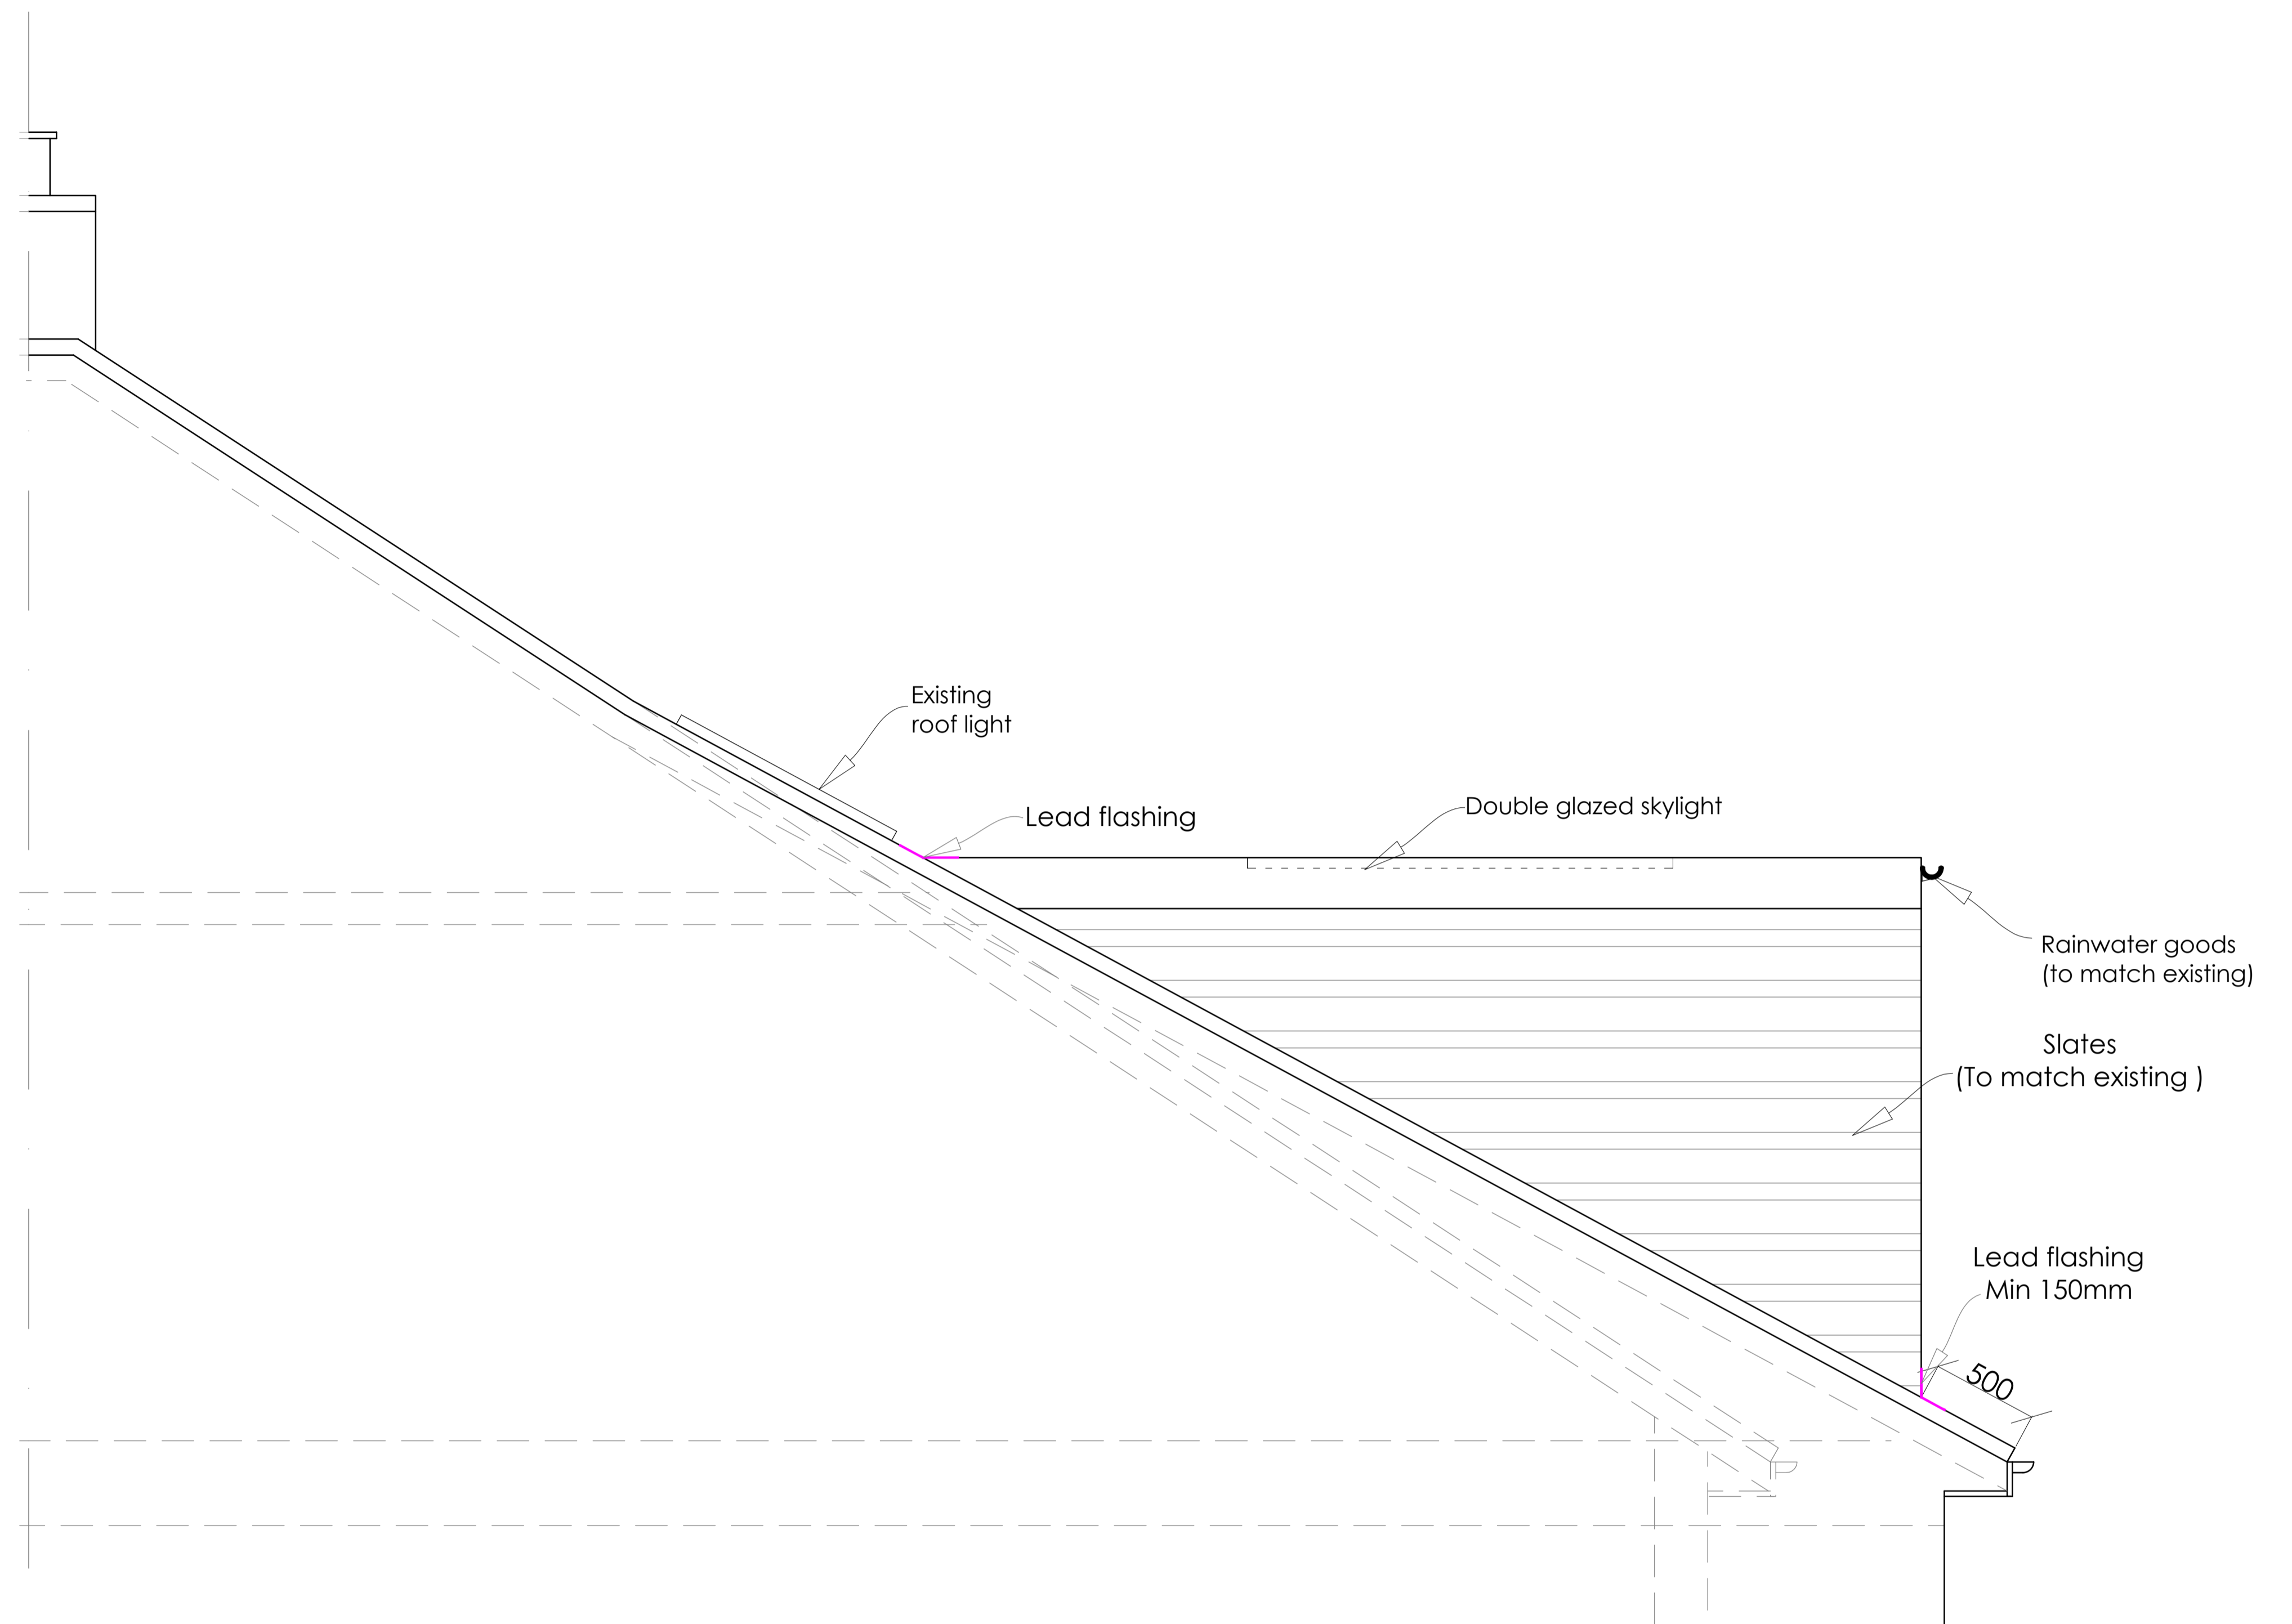 Existing
roof light
Lead flashing
Double glazed skylight
Rainwater goods
(to match existing)
Slates
(To match existing )
Lead flashing
Min 150mm
500